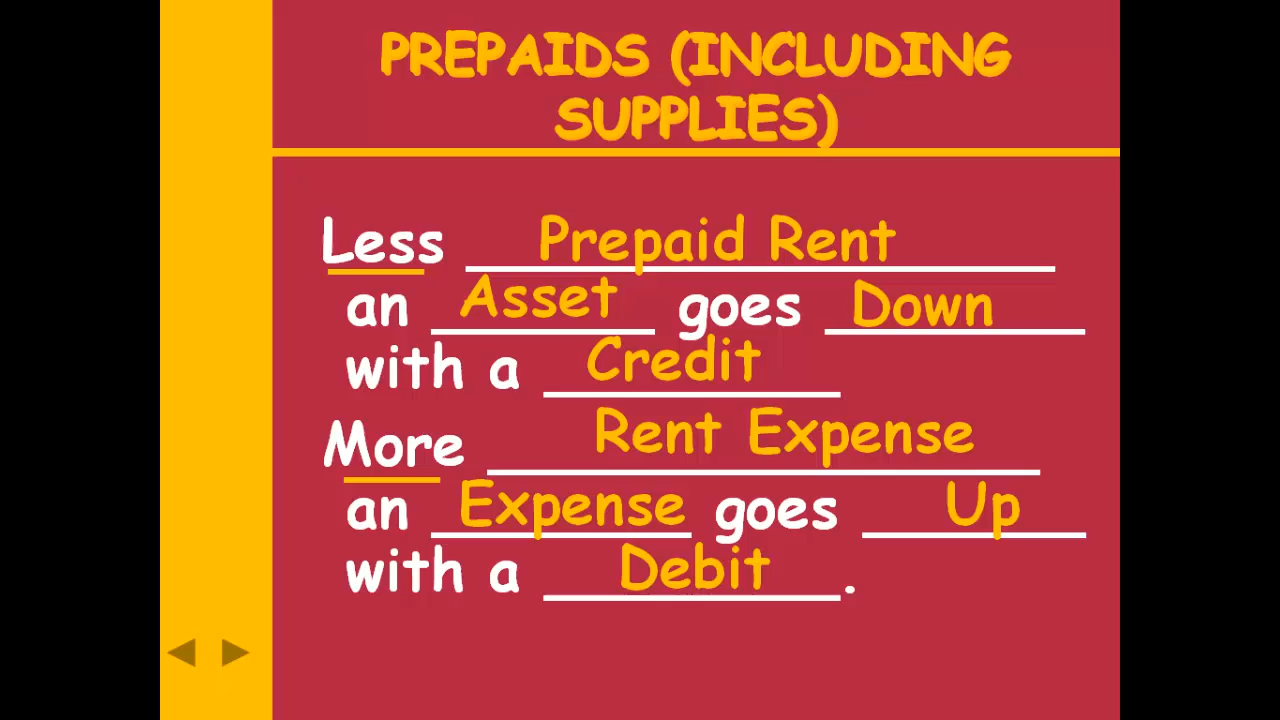 PREPAIDS (INCLUDING
SUPPLIES)
Less Prepaid Rent
an Asset goes Down
with a Credit
More Rent Expense
an Expense goes Up
with a Debit.